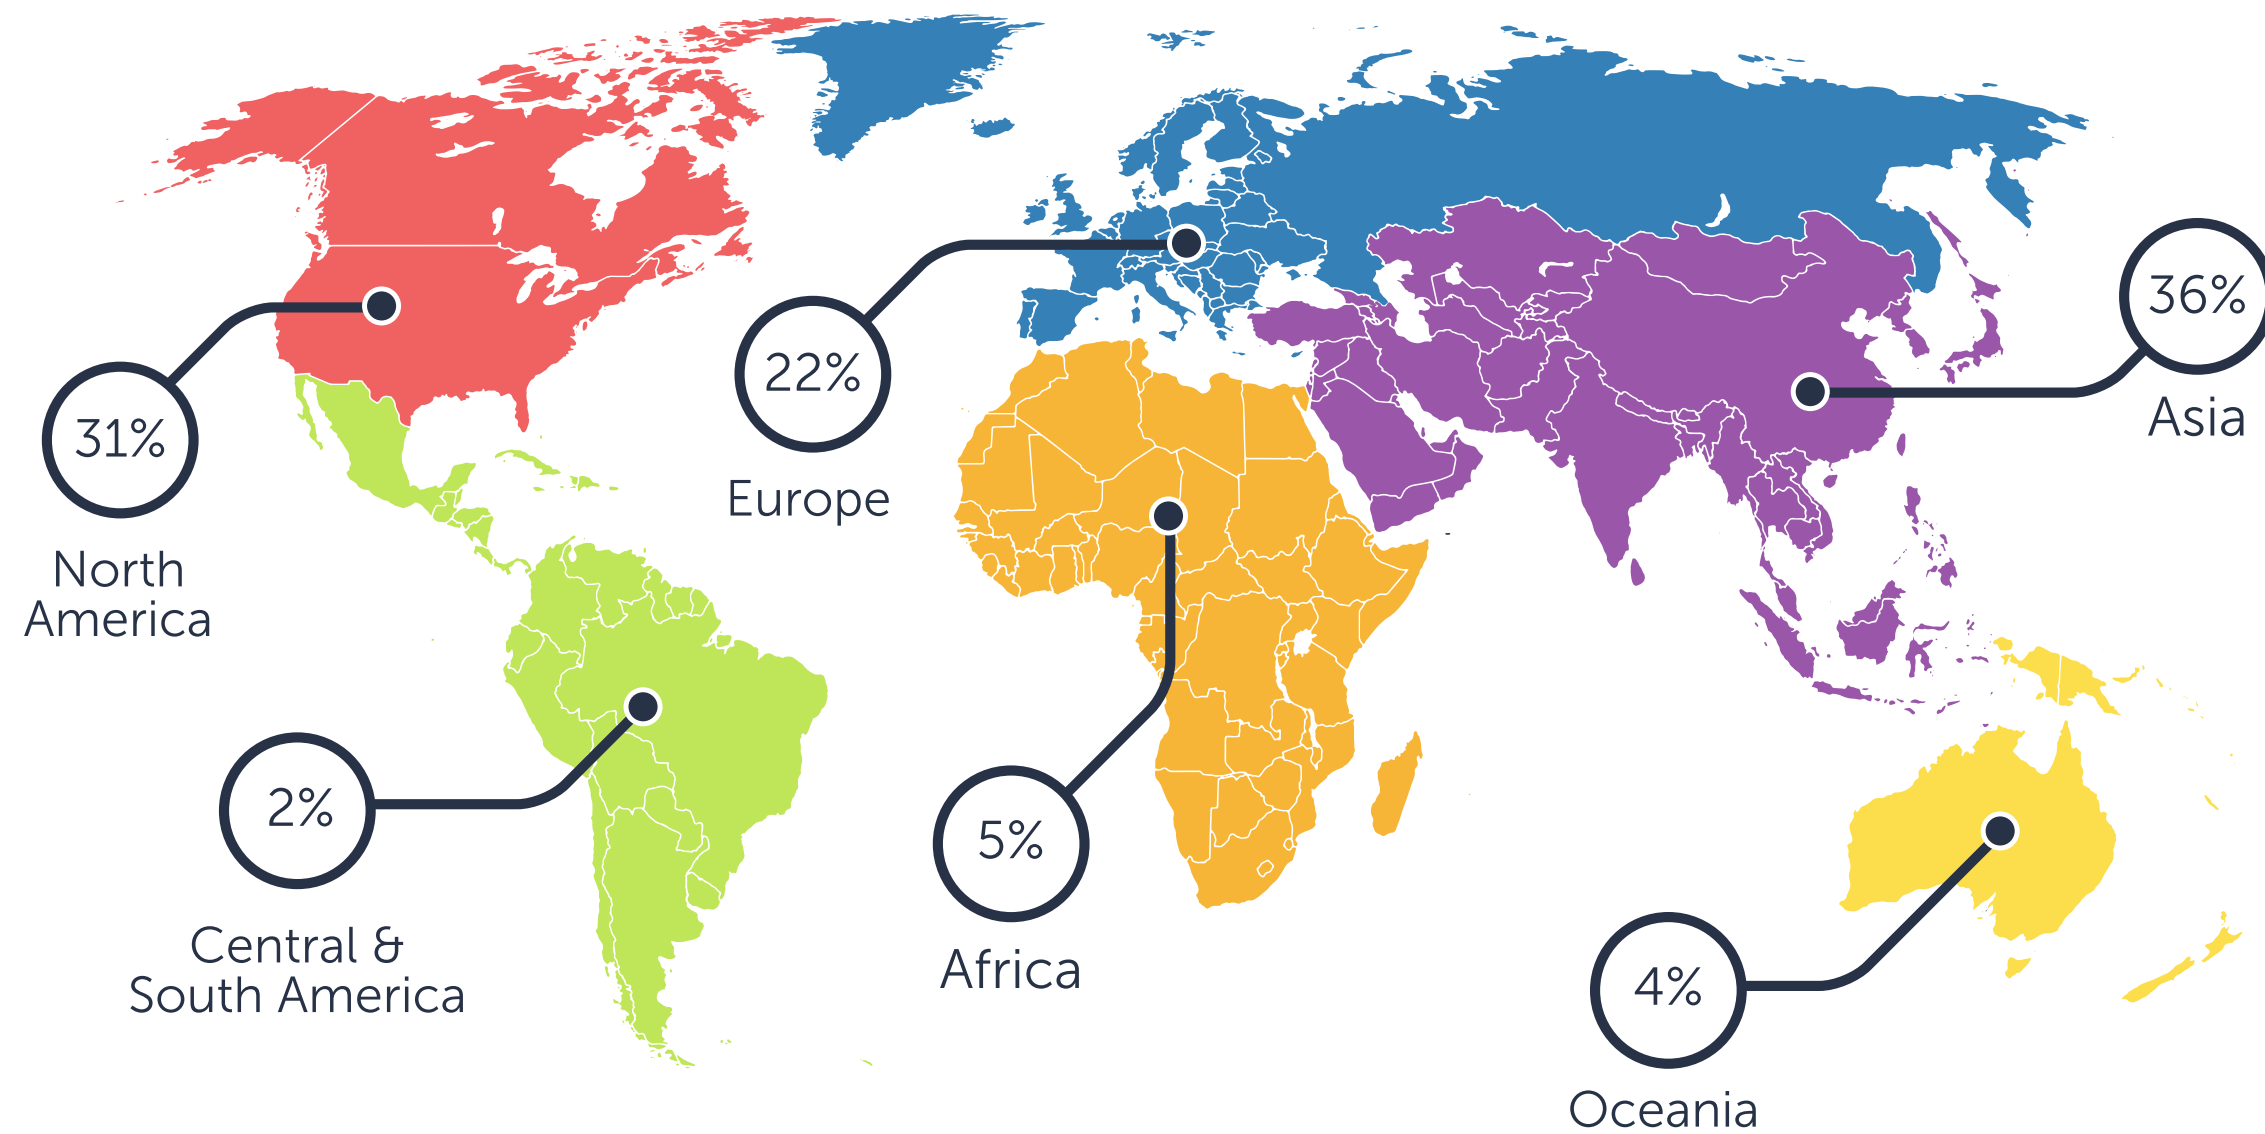 31%
North
America
22%
Europe
36%
Asia
2%
Central &
South America
5%
Africa
4%
Oceania